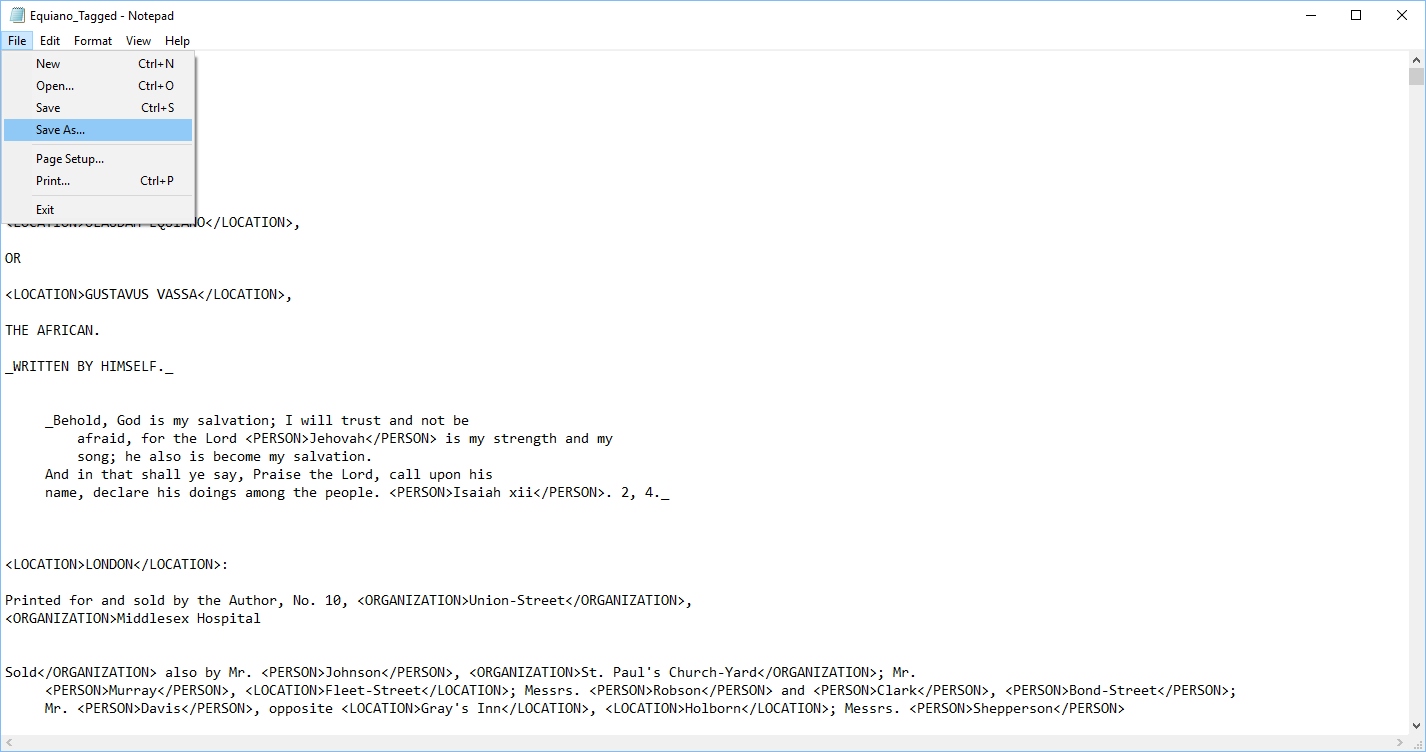 Equiano_Tagged - Notepad
File Edit Format View Help
New Ctrl+N
Open... Ctrl+O
Save Ctrl+S
Save As...
Page Setup...
Print... Ctrl+P
Exit
EQUIANO</LOCATION>,
OR
<LOCATION>GUSTAVUS VASSA</LOCATION>,
THE AFRICAN.
_WRITTEN BY HIMSELF._
_Behold, God is my salvation; I will trust and not be
afraid, for the Lord <PERSON>Jehovah</PERSON> is my strength and my
song; he also is become my salvation.
And in that shall ye say, Praise the Lord, call upon his
name, declare his doings among the people. <PERSON>Isaiah xii</PERSON>. 2, 4._
<LOCATION>LONDON</LOCATION>:
Printed for and sold by the Author, No. 10, <ORGANIZATION>Union-Street</ORGANIZATION>,
<ORGANIZATION>Middlesex Hospital
Sold</ORGANIZATION> also by Mr. <PERSON>Johnson</PERSON>, <ORGANIZATION>St. Paul's Church-Yard</ORGANIZATION>; Mr.
<PERSON>Murray</PERSON>, <LOCATION>Fleet-Street</LOCATION>; Messrs. <PERSON>Robson</PERSON> and <PERSON>Clark</PERSON>, <PERSON>Bond-Street</PERSON>;
Mr. <PERSON>Davis</PERSON>, opposite <LOCATION>Gray's Inn</LOCATION>, <LOCATION>Holborn</LOCATION>; Messrs. <PERSON>Shepperson</PERSON>